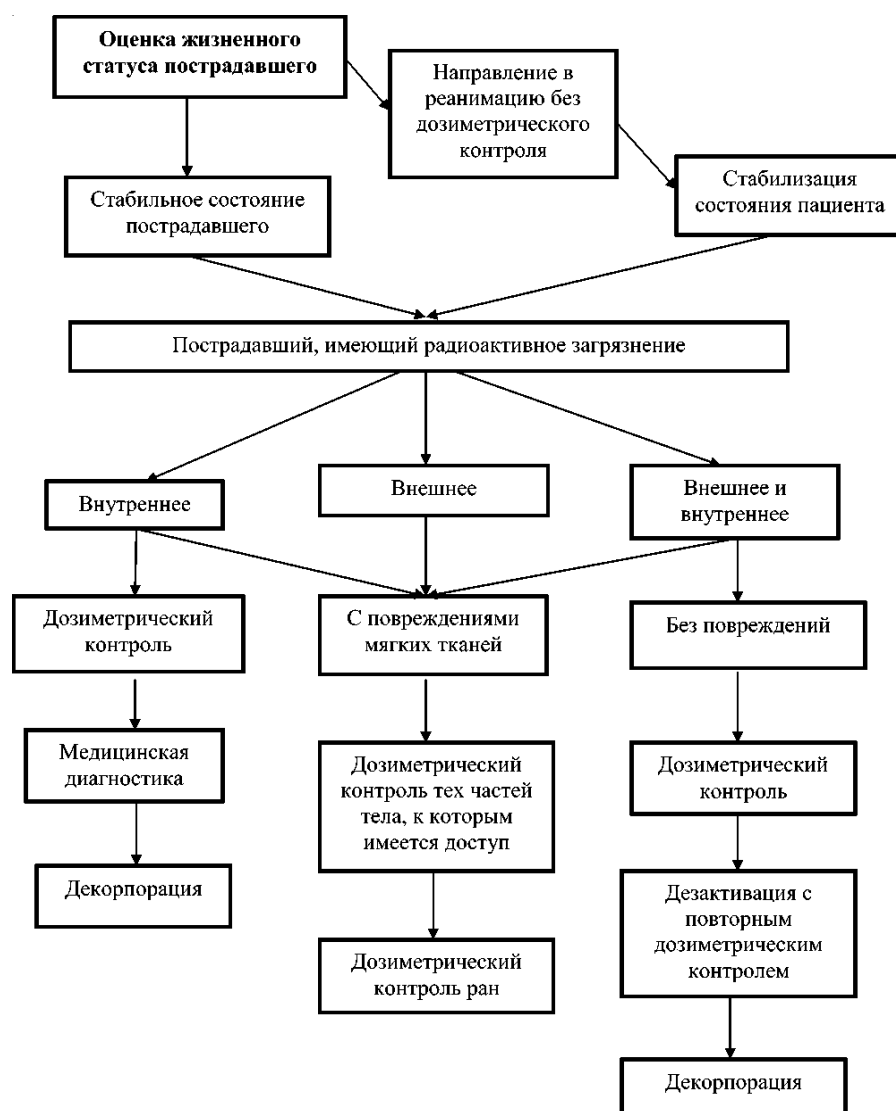 Оценка жизненного
статуса пострадавшего
Направление в
реанимацию без
дозиметрического
контроля
Стабильное состояние
пострадавшего
Стабилизация
состояния пациента
Пострадавший, имеющий радиоактивное загрязнение
Внутреннее
Внешнее
Внешнее и
внутреннее
Дозиметрический
контроль
С повреждениями
мягких тканей
Без повреждений
Медицинская
диагностика
Дозиметрический
контроль тех частей
тела, к которым
имеется доступ
Дозиметрический
контроль
Декорпорация
Дозиметрический
контроль ран
Дезактивация с
повторным
дозиметрическим
контролем
Декорпорация